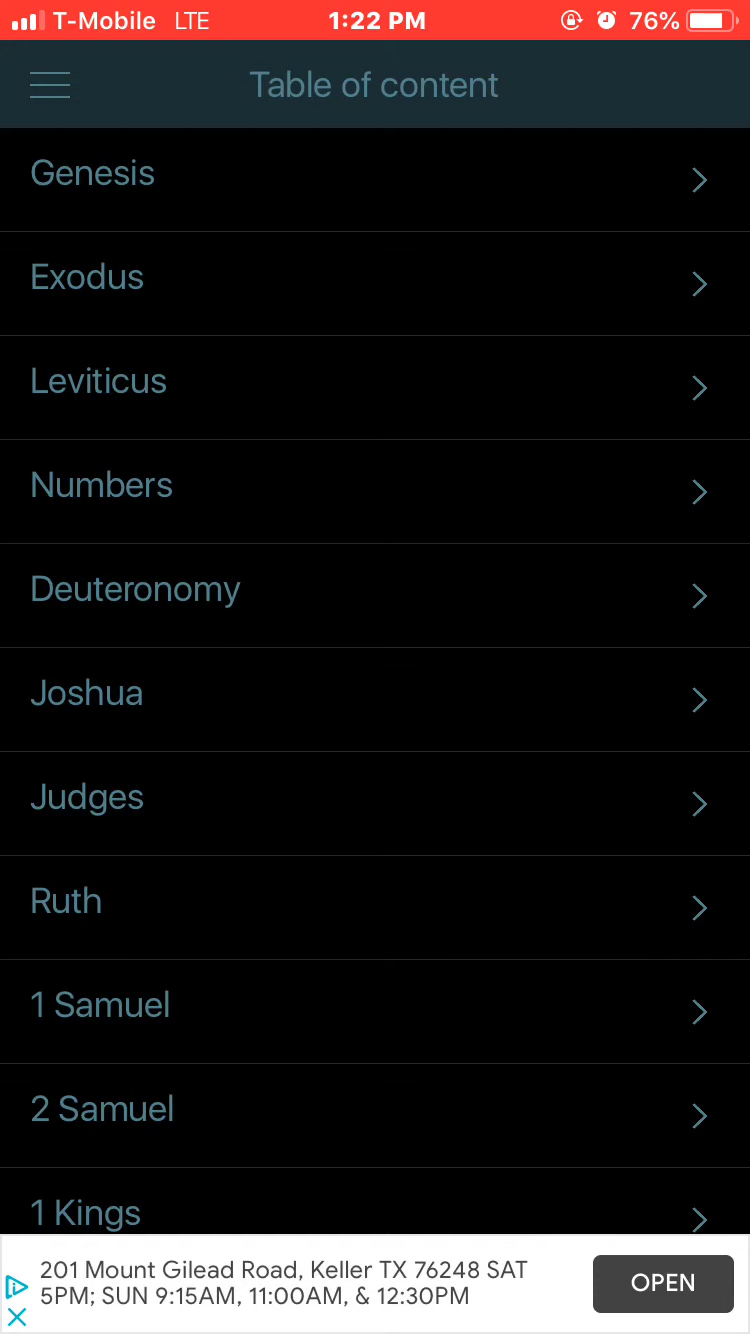 T-Mobile LTE 1:22 PM 76%
Table of content
Genesis
Exodus
Leviticus
Numbers
Deuteronomy
Joshua
Judges
Ruth
1 Samuel
2 Samuel
1 Kings
201 Mount Gilead Road, Keller TX 76248 SAT
5PM; SUN 9:15AM, 11:00AM, & 12:30PM
OPEN